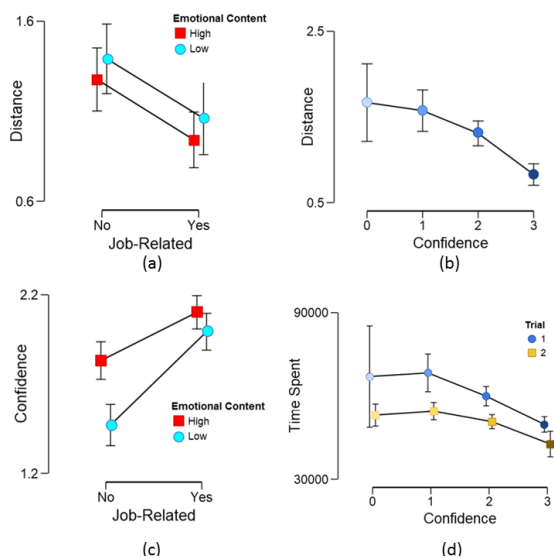 1.6
Distance
0.6
Emotional Content
High
Low
No
Yes
Job-Related
(a)
2.5
Distance
0.5
0
1
2
3
Confidence
(b)
2.2
Confidence
1.2
Emotional Content
High
Low
No
Yes
Job-Related
(c)
90000
Time Spent
30000
Trial
1
2
0
1
2
3
Confidence
(d)